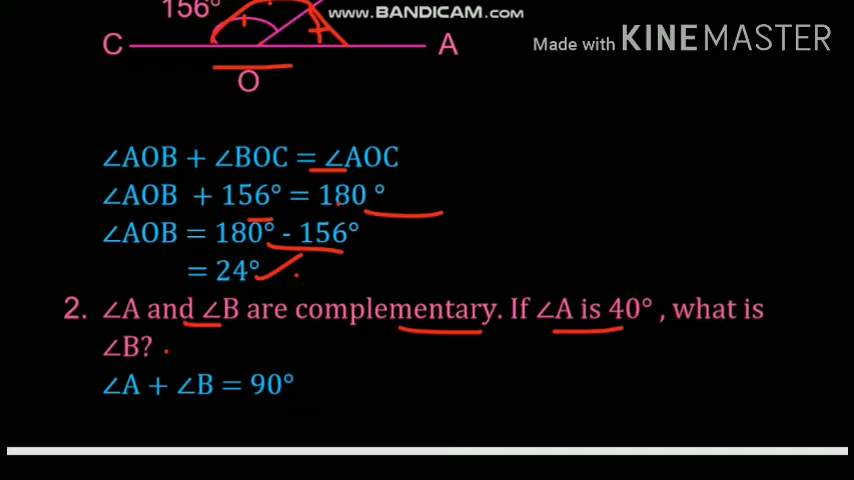 156°
www.BANDICAM.com
Made with KINEMASTER
C
A
O
∠AOB + ∠BOC = ∠AOC
∠AOB + 156° = 180 °
∠AOB = 180° - 156°
= 24°
2. ∠A and ∠B are complementary. If ∠A is 40° , what is
∠B?
∠A + ∠B = 90°